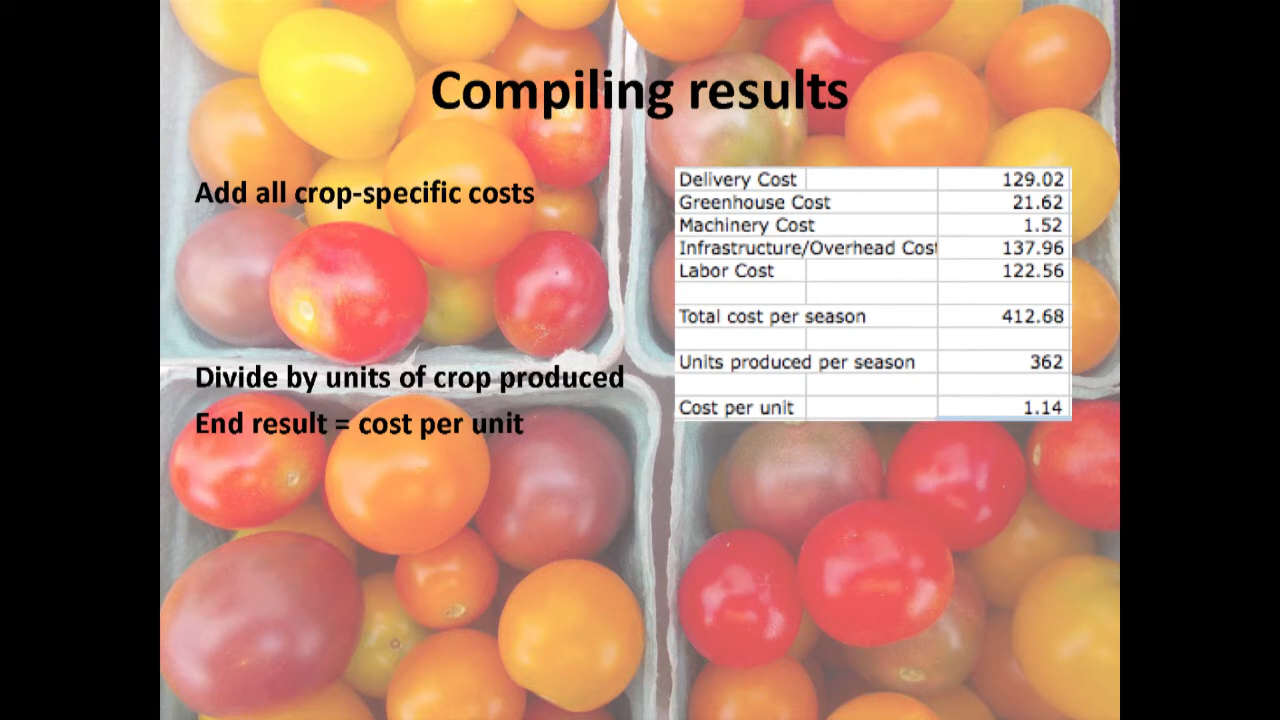 Compiling results
Add all crop-specific costs
Divide by units of crop produced
End result = cost per unit
Delivery Cost 129.02
Greenhouse Cost 21.62
Machinery Cost 1.52
Infrastructure/Overhead Cost 137.96
Labor Cost 122.56
Total cost per season 412.68
Units produced per season 362
Cost per unit 1.14